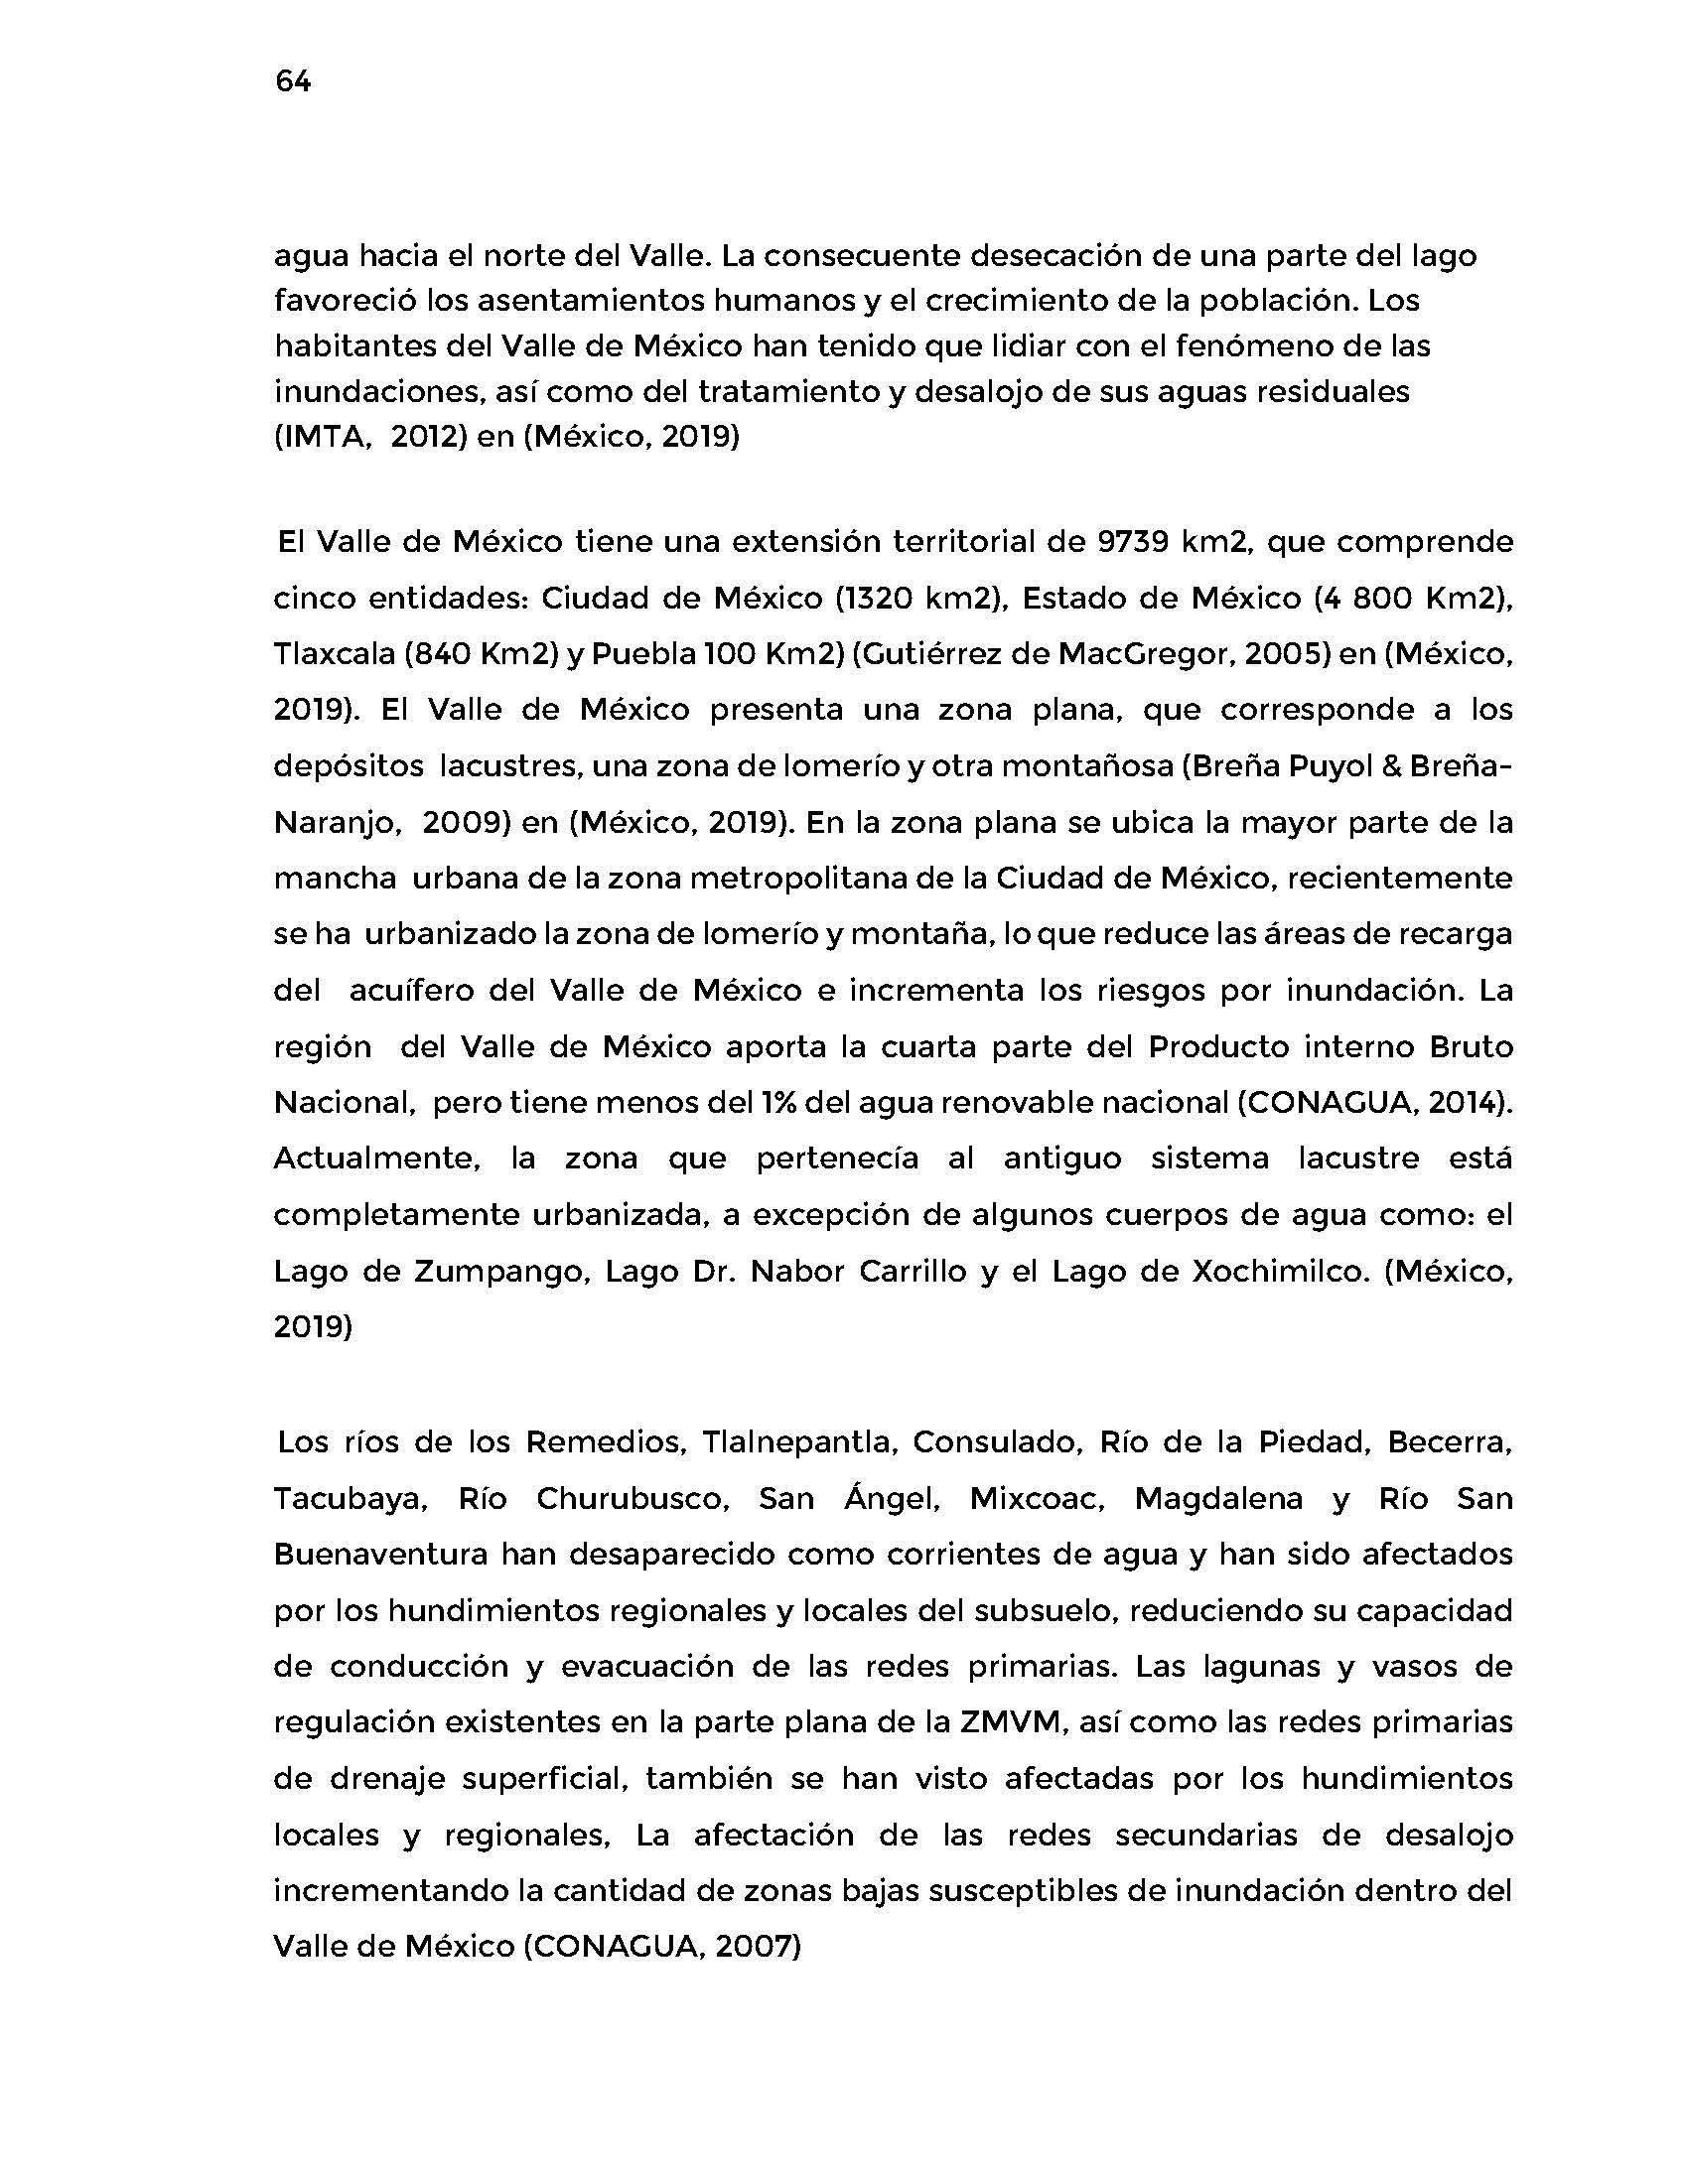 64
agua hacia el norte del Valle. La consecuente desecación de una parte del lago
favoreció los asentamientos humanos y el crecimiento de la población. Los
habitantes del Valle de México han tenido que lidiar con el fenómeno de las
inundaciones, así como del tratamiento y desalojo de sus aguas residuales
(IMTA, 2012) en (México, 2019)
El Valle de México tiene una extensión territorial de 9739 km2, que comprende
cinco entidades: Ciudad de México (1320 km2), Estado de México (4 800 Km2),
Tlaxcala (840 Km2) y Puebla 100 Km2) (Gutiérrez de MacGregor, 2005) en (México,
2019). El Valle de México presenta una zona plana, que corresponde a los
depósitos lacustres, una zona de lomerío y otra montañosa (Breña Puyol & Breña-
Naranjo, 2009) en (México, 2019). En la zona plana se ubica la mayor parte de la
mancha urbana de la zona metropolitana de la Ciudad de México, recientemente
se ha urbanizado la zona de lomerío y montaña, lo que reduce las áreas de recarga
del acuífero del Valle de México e incrementa los riesgos por inundación. La
región del Valle de México aporta la cuarta parte del Producto interno Bruto
Nacional, pero tiene menos del 1% del agua renovable nacional (CONAGUA, 2014).
Actualmente, la zona que pertenecía al antiguo sistema lacustre está
completamente urbanizada, a excepción de algunos cuerpos de agua como: el
Lago de Zumpango, Lago Dr. Nabor Carrillo y el Lago de Xochimilco. (México,
2019)
Los ríos de los Remedios, Tlalnepantla, Consulado, Río de la Piedad, Becerra,
Tacubaya, Río Churubusco, San Ángel, Mixcoac, Magdalena y Río San
Buenaventura han desaparecido como corrientes de agua y han sido afectados
por los hundimientos regionales y locales del subsuelo, reduciendo su capacidad
de conducción y evacuación de las redes primarias. Las lagunas y vasos de
regulación existentes en la parte plana de la ZMVM, así como las redes primarias
de drenaje superficial, también se han visto afectadas por los hundimientos
locales y regionales, La afectación de las redes secundarias de desalojo
incrementando la cantidad de zonas bajas susceptibles de inundación dentro del
Valle de México (CONAGUA, 2007)